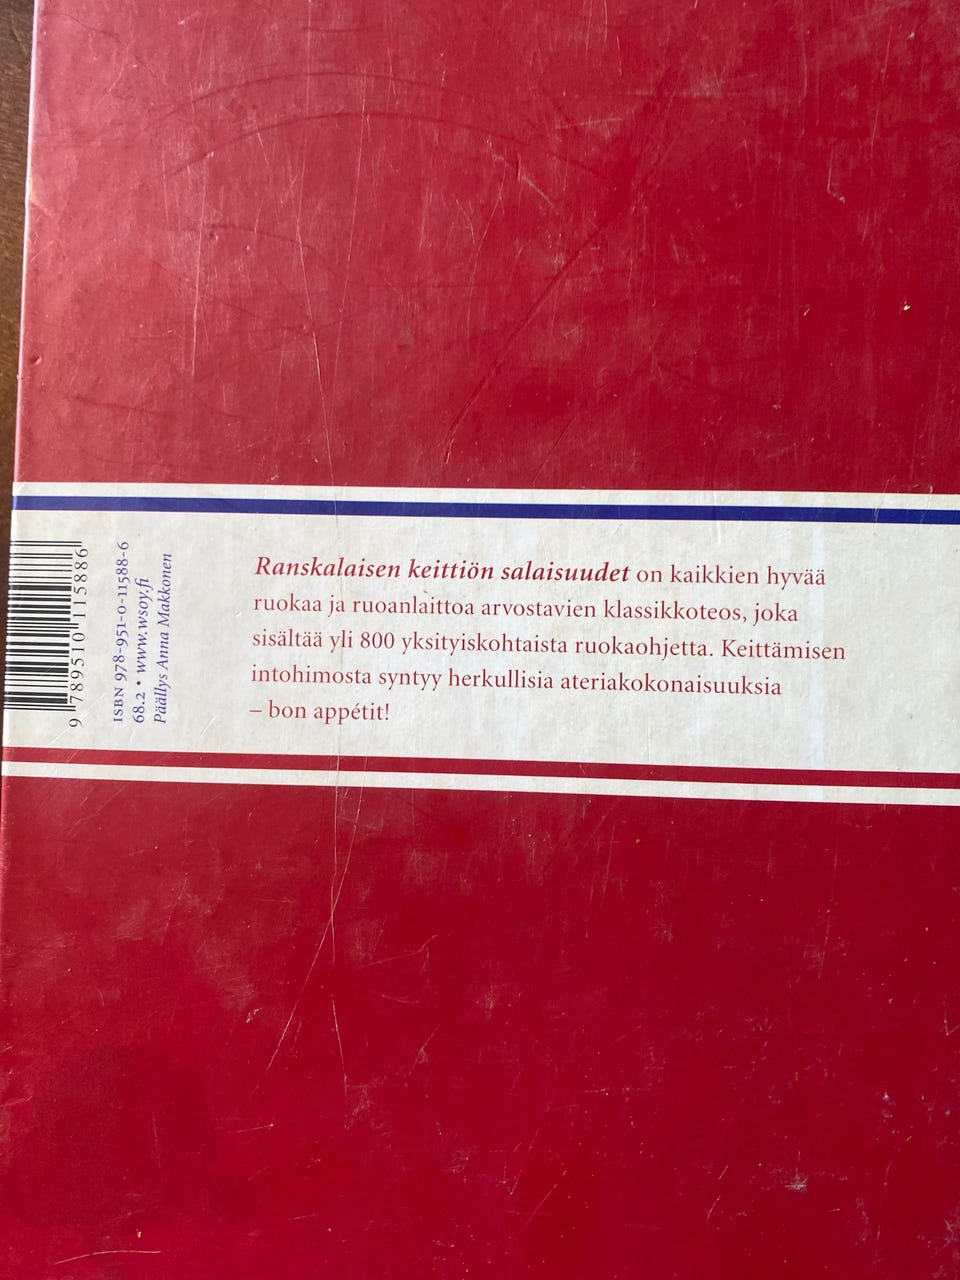 Ranskalaisen keittiön salaisuudet on kaikkien hyvää
ruokaa ja ruoanlaittoa arvostavien klassikkoteos, joka
sisältää yli 800 yksityiskohtaista ruokaohjetta. Keittämisen
intohimosta syntyy herkullisia ateriakokonaisuuksia
– bon appétit!
9 789510 115886
ISBN 978-951-0-11588-6
68.2 • www.wsoy.fi
Päällys Anna Makkonen